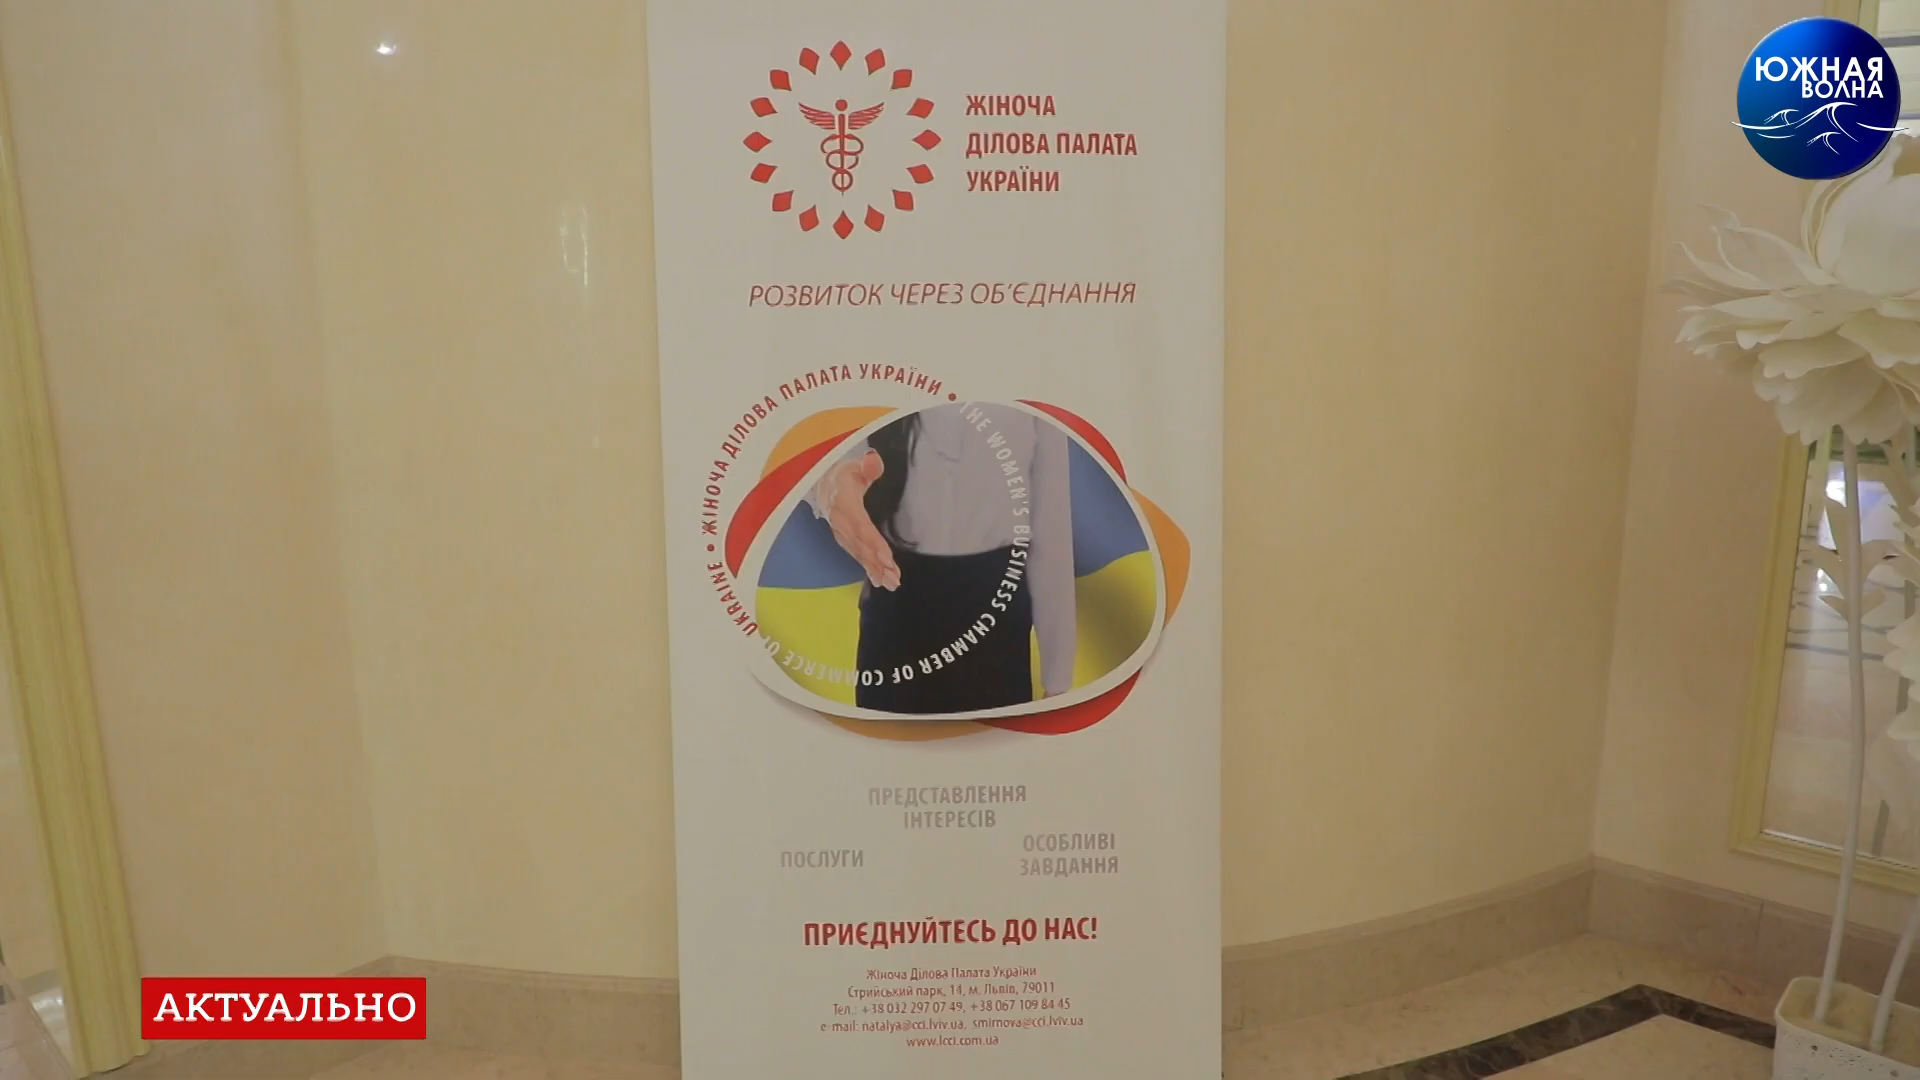 ЮЖНАЯ
ВОЛНА
ЖІНОЧА
ДІЛОВА ПАЛАТА
УКРАЇНИ
РОЗВИТОК ЧЕРЕЗ ОБ'ЄДНАННЯ
• ЖІНОЧА ДІЛОВА ПАЛАТА УКРАЇНИ •
THE WOMEN'S BUSINESS CHAMBER OF COMMERCE OF UKRAINE
ПРЕДСТАВЛЕННЯ
ІНТЕРЕСІВ
ПОСЛУГИ
ОСОБЛИВІ
ЗАВДАННЯ
ПРИЄДНУЙТЕСЬ ДО НАС!
Жіноча Ділова Палата України
Стрийський парк, 14, м. Львів, 79011
Тел.: +38 032 297 07 49, +38 067 109 84 45
e-mail: natalya@cci.lviv.ua, smirnova@cci.lviv.ua
www.lcci.com.ua
АКТУАЛЬНО